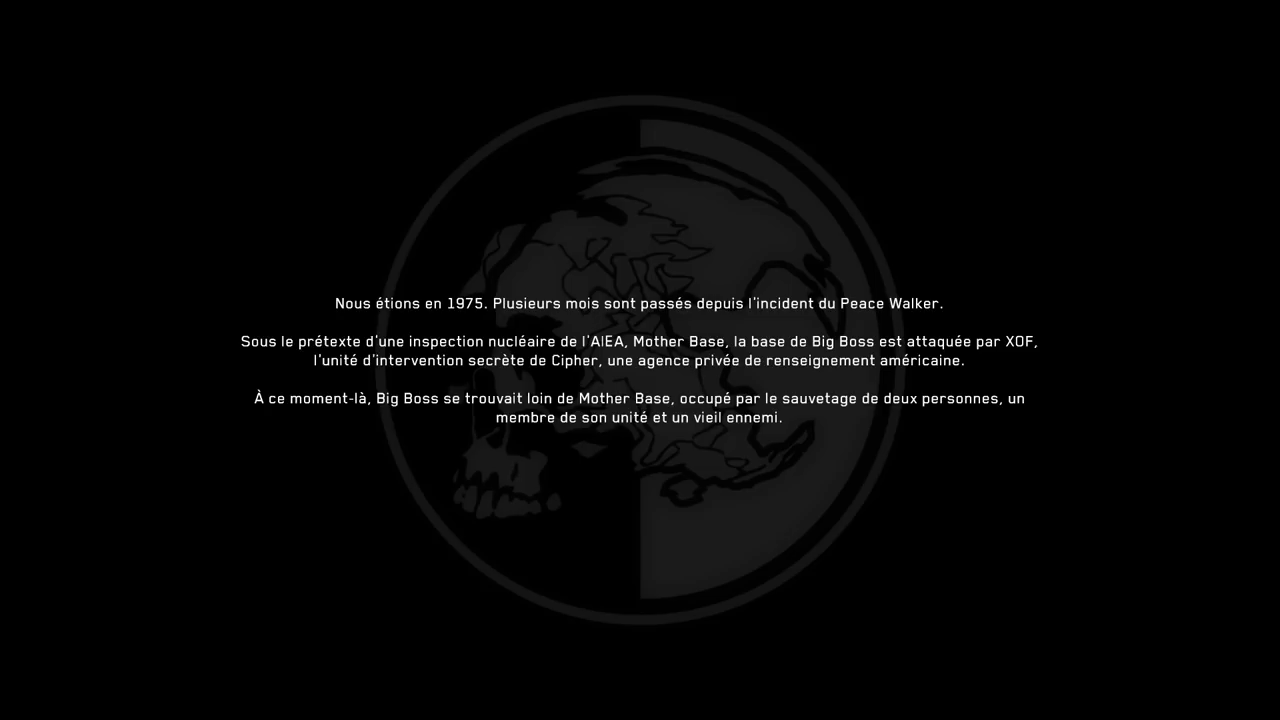 Nous étions en 1975. Plusieurs mois sont passés depuis l'incident du Peace Walker.
Sous le prétexte d'une inspection nucléaire de l'AIEA, Mother Base, la base de Big Boss est attaquée par XOF,
l'unité d'intervention secrète de Cipher, une agence privée de renseignement américaine.
À ce moment-là, Big Boss se trouvait loin de Mother Base, occupé par le sauvetage de deux personnes, un
membre de son unité et un vieil ennemi.